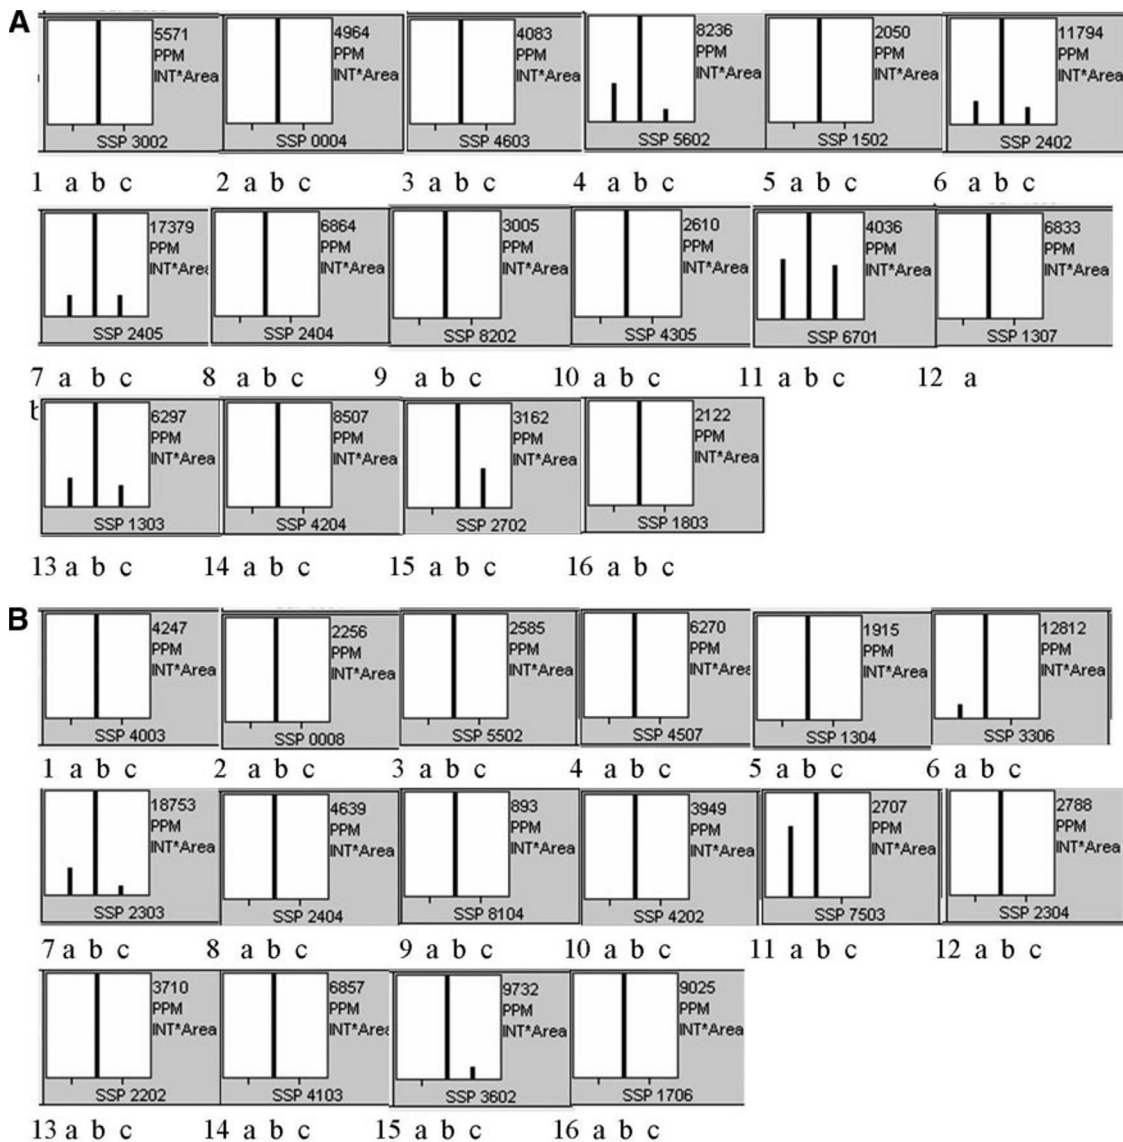 A
5571
PPM
INT*Area
SSP 3002
4964
PPM
INT*Area
SSP 0004
4083
PPM
INT*Area
SSP 4603
8236
PPM
INT*Area
SSP 5602
2050
PPM
INT*Area
SSP 1502
11794
PPM
INT*Area
SSP 2402
1 a b c 2 a b c 3 a b c 4 a b c 5 a b c 6 a b c
17379
PPM
INT*Area
SSP 2405
6864
PPM
INT*Area
SSP 2404
3005
PPM
INT*Area
SSP 8202
2610
PPM
INT*Area
SSP 4305
4036
PPM
INT*Area
SSP 6701
6833
PPM
INT*Area
SSP 1307
7 a b c 8 a b c 9 a b c 10 a b c 11 a b c 12 a
b
6297
PPM
INT*Area
SSP 1303
8507
PPM
INT*Area
SSP 4204
3162
PPM
INT*Area
SSP 2702
2122
PPM
INT*Area
SSP 1803
13 a b c 14 a b c 15 a b c 16 a b c
B
4247
PPM
INT*Area
SSP 4003
2256
PPM
INT*Area
SSP 0008
2585
PPM
INT*Area
SSP 5502
6270
PPM
INT*Area
SSP 4507
1915
PPM
INT*Area
SSP 1304
12812
PPM
INT*Area
SSP 3306
1 a b c 2 a b c 3 a b c 4 a b c 5 a b c 6 a b c
18753
PPM
INT*Area
SSP 2303
4639
PPM
INT*Area
SSP 2404
893
PPM
INT*Area
SSP 8104
3949
PPM
INT*Area
SSP 4202
2707
PPM
INT*Area
SSP 7503
2788
PPM
INT*Area
SSP 2304
7 a b c 8 a b c 9 a b c 10 a b c 11 a b c 12 a b c
3710
PPM
INT*Area
SSP 2202
6857
PPM
INT*Area
SSP 4103
9732
PPM
INT*Area
SSP 3602
9025
PPM
INT*Area
SSP 1706
13 a b c 14 a b c 15 a b c 16 a b c